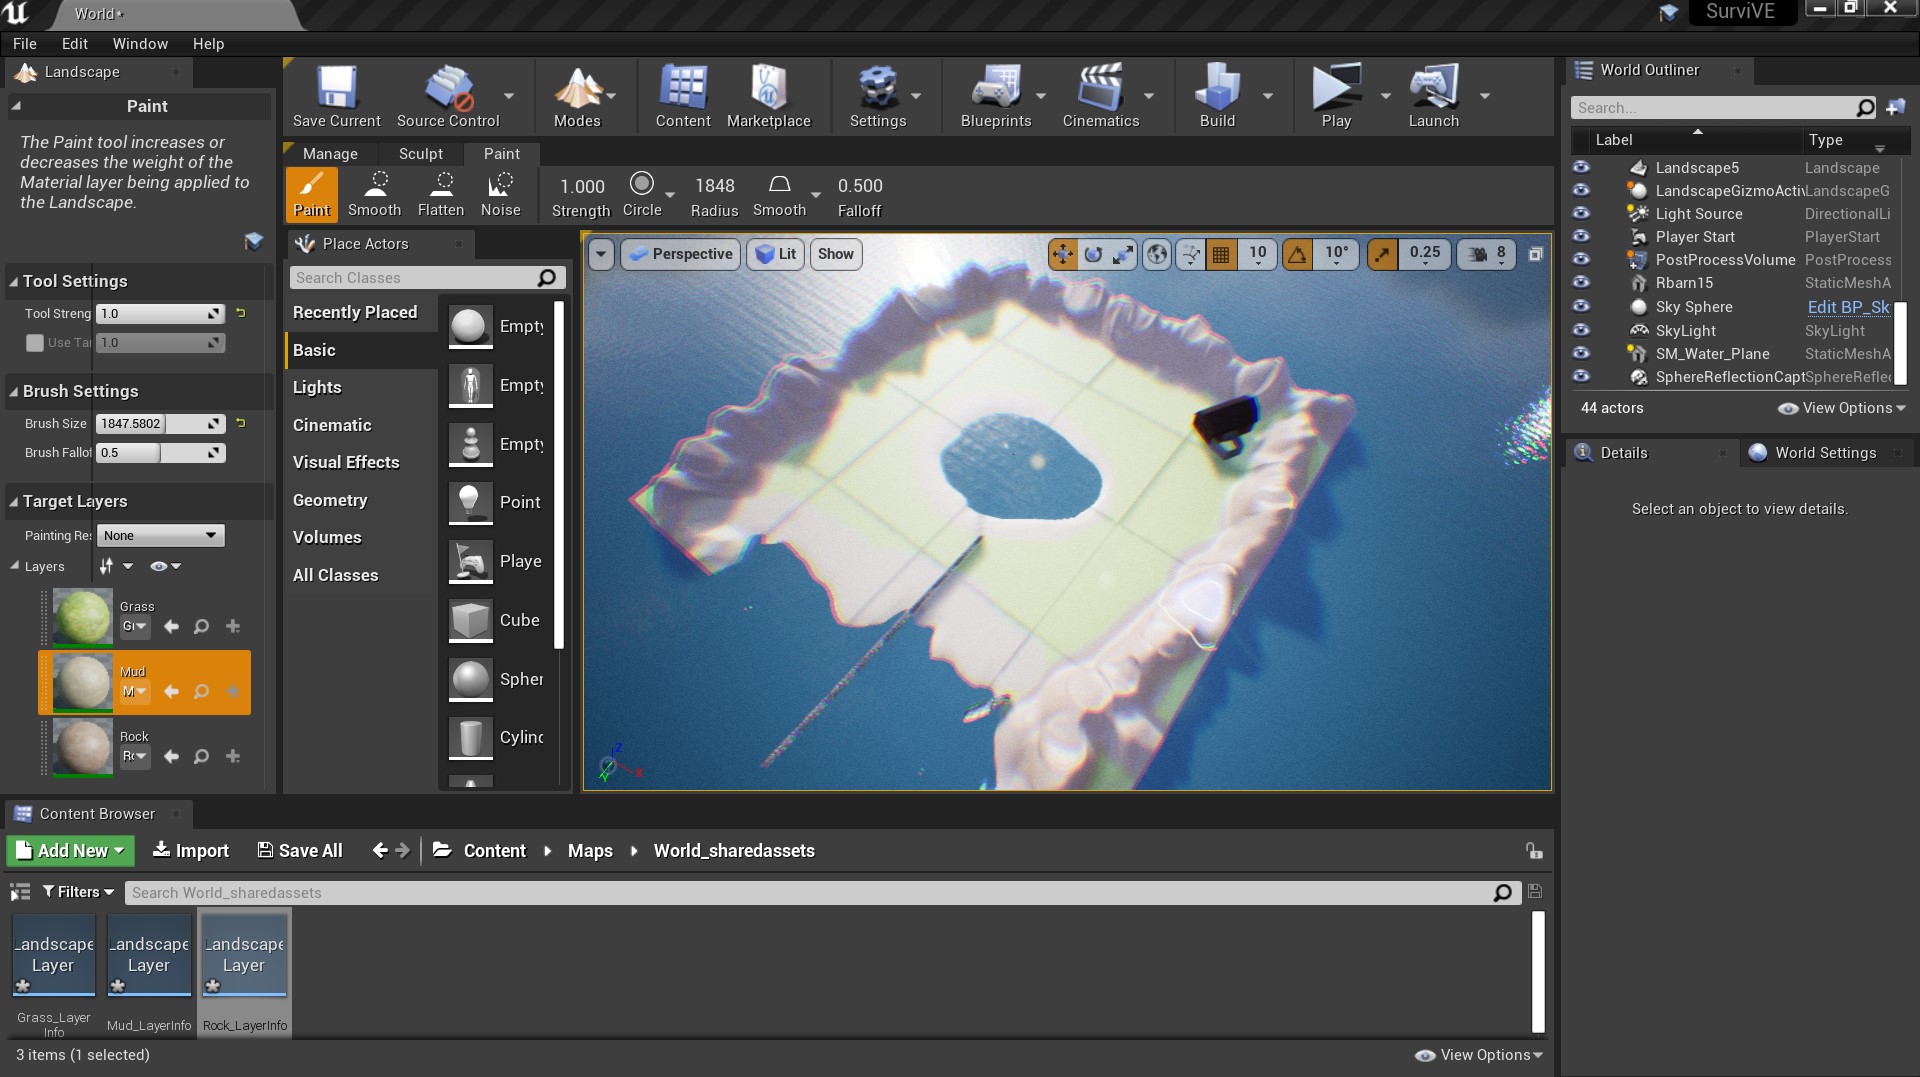 World*
SurviVE
File Edit Window Help
Landscape
Paint
The Paint tool increases or
decreases the weight of the
Material layer being applied to
the Landscape.
Tool Settings
Tool Streng 1.0
Use Tar 1.0
Brush Settings
Brush Size 1847.5802
Brush Fallof 0.5
Target Layers
Painting Res None
Layers
Grass
Gr
Mud
M
Rock
Rc
Save Current Source Control Modes Content Marketplace Settings Blueprints Cinematics Build Play Launch
Manage Sculpt Paint
Paint Smooth Flatten Noise
1.000 1848 0.500
Strength Circle Radius Smooth Falloff
Place Actors
Search Classes
Recently Placed
Basic
Lights
Cinematic
Visual Effects
Geometry
Volumes
All Classes
Empty
Empty
Empty
Point
Playe
Cube
Spher
Cylind
Perspective Lit Show 10 10° 0.25 8
Z
X
Y
World Outliner
Search...
Label Type
Landscape5 Landscape
LandscapeGizmoActiv LandscapeG
Light Source DirectionalLi
Player Start PlayerStart
PostProcessVolume PostProcess
Rbarn15 StaticMeshA
Sky Sphere Edit BP_Sk
SkyLight SkyLight
SM_Water_Plane StaticMeshA
SphereReflectionCapt SphereReflec
44 actors View Options
Details World Settings
Select an object to view details.
Content Browser
Add New Import Save All Content Maps World_sharedassets
Filters Search World_sharedassets
Landscape
Layer
Landscape
Layer
Landscape
Layer
Grass_Layer
Info
Mud_LayerInfo
Rock_LayerInfo
3 items (1 selected) View Options